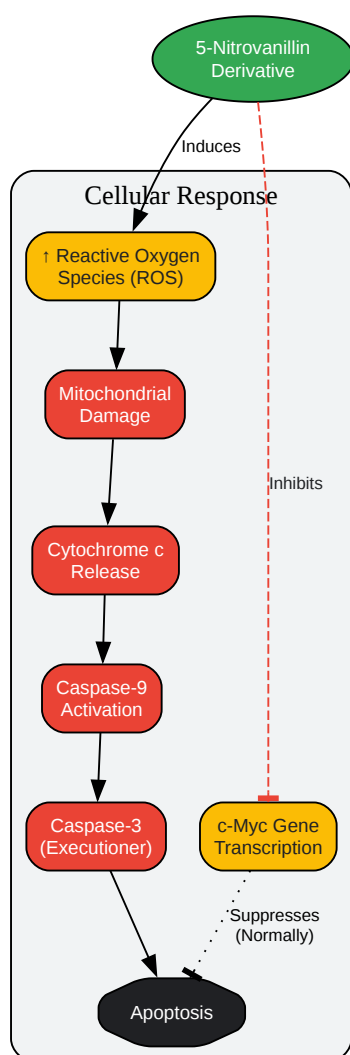 5-Nitrovanillin
Derivative
Induces
Cellular Response
↑ Reactive Oxygen
Species (ROS)
Mitochondrial
Damage
Inhibits
Cytochrome c
Release
Caspase-9
Activation
Caspase-3
(Executioner)
c-Myc Gene
Transcription
Suppresses
(Normally)
Apoptosis